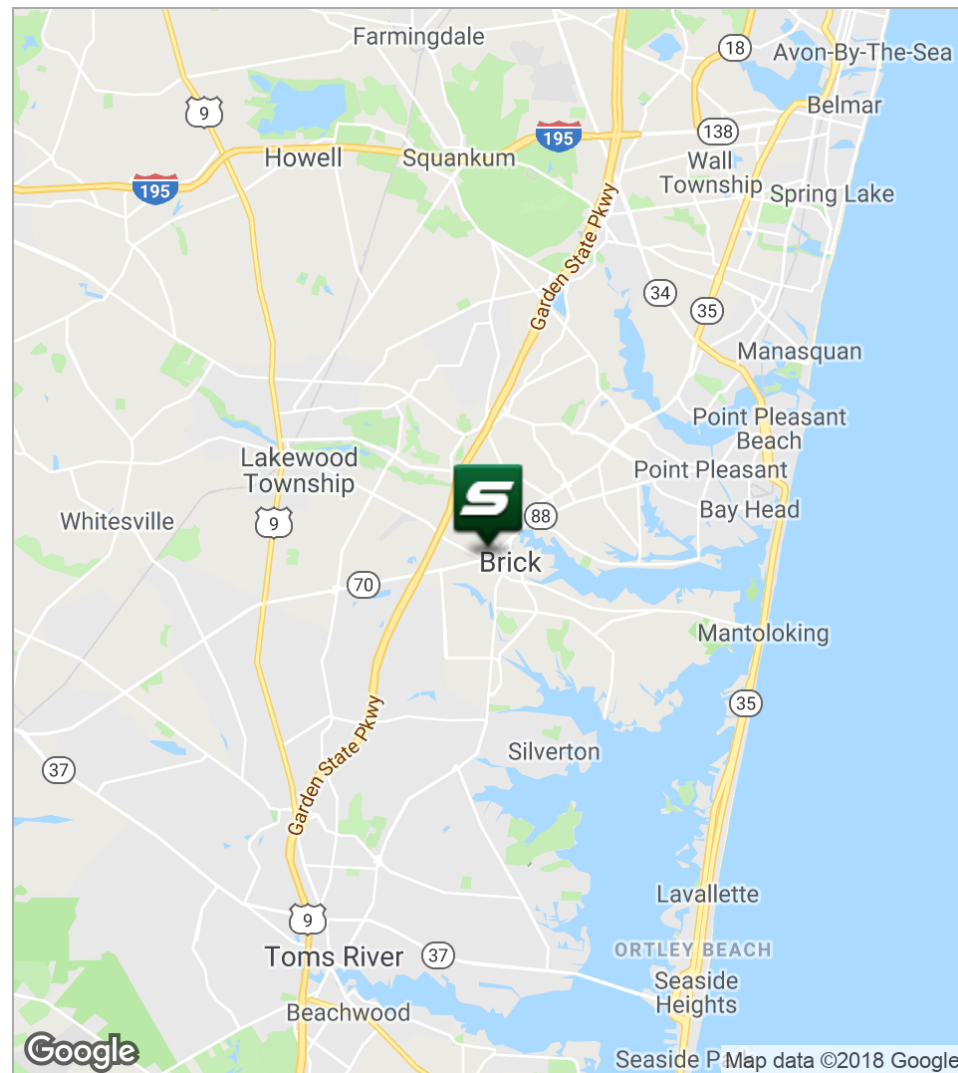 Farmingdale
18
Avon-By-The-Sea
9
Belmar
195
138
Howell
Squankum
Wall
Township
195
Spring Lake
Garden State Pkwy
34
35
Manasquan
Point Pleasant
Beach
Lakewood
Township
Point Pleasant
S
Bay Head
88
Whitesville
9
Brick
70
Mantoloking
35
Garden State Pkwy
Silverton
37
Lavallette
9
ORTLEY BEACH
Toms River
37
Seaside
Heights
Beachwood
Google
Seaside
Map data ©2018 Google